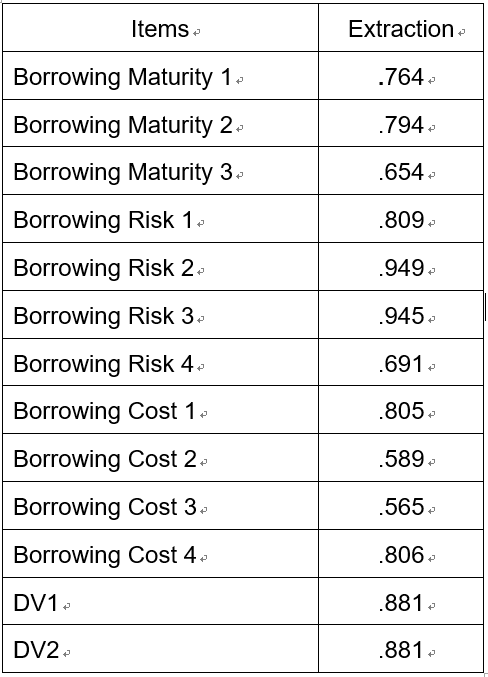 Items Extraction
Borrowing Maturity 1 .764
Borrowing Maturity 2 .794
Borrowing Maturity 3 .654
Borrowing Risk 1 .809
Borrowing Risk 2 .949
Borrowing Risk 3 .945
Borrowing Risk 4 .691
Borrowing Cost 1 .805
Borrowing Cost 2 .589
Borrowing Cost 3 .565
Borrowing Cost 4 .806
DV1 .881
DV2 .881